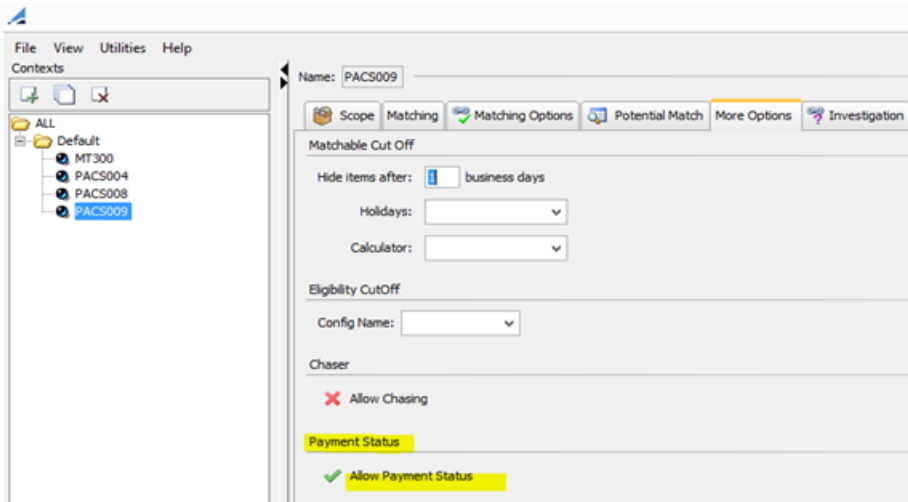 File View Utilities Help
Contexts
ALL
Default
MT300
PACS004
PACS008
PACS009
Name: PACS009
Scope Matching Matching Options Potential Match More Options Investigation
Matchable Cut Off
Hide items after: 1 business days
Holidays:
Calculator:
Eligibility CutOff
Config Name:
Chaser
Allow Chasing
Payment Status
Allow Payment Status